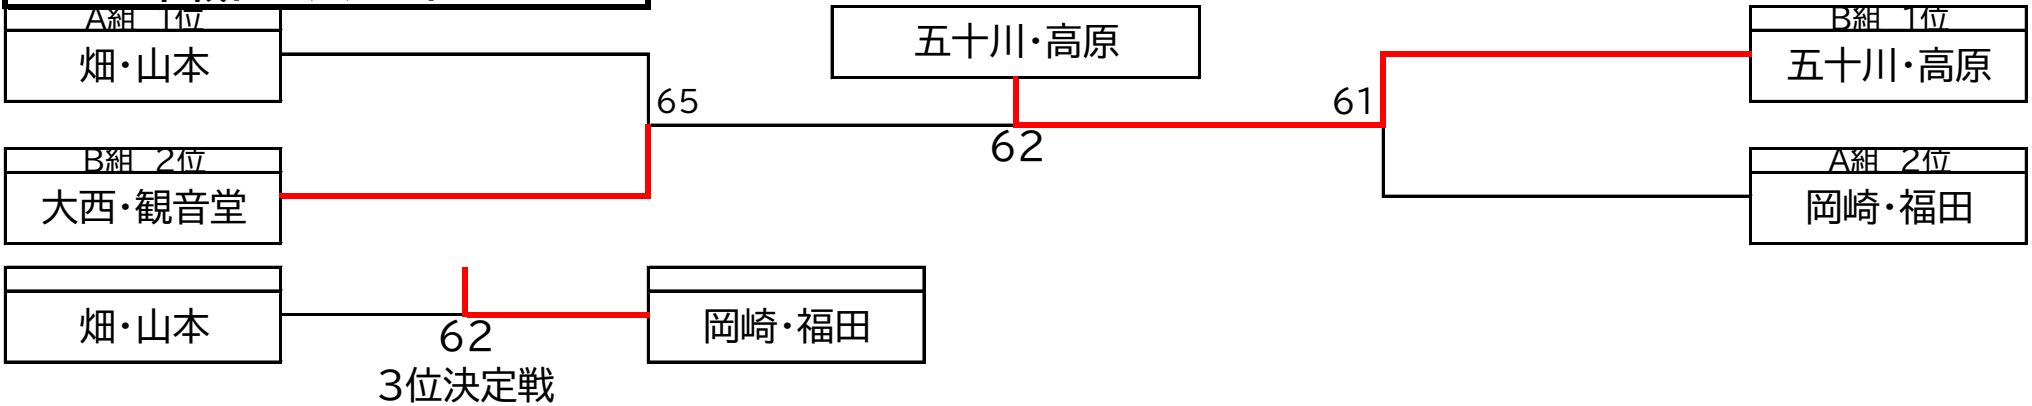 A組 1位
畑・山本
五十川・高原
B組 1位
五十川・高原
65
61
62
B組 2位
大西・観音堂
A組 2位
岡崎・福田
畑・山本
62
岡崎・福田
3位決定戦